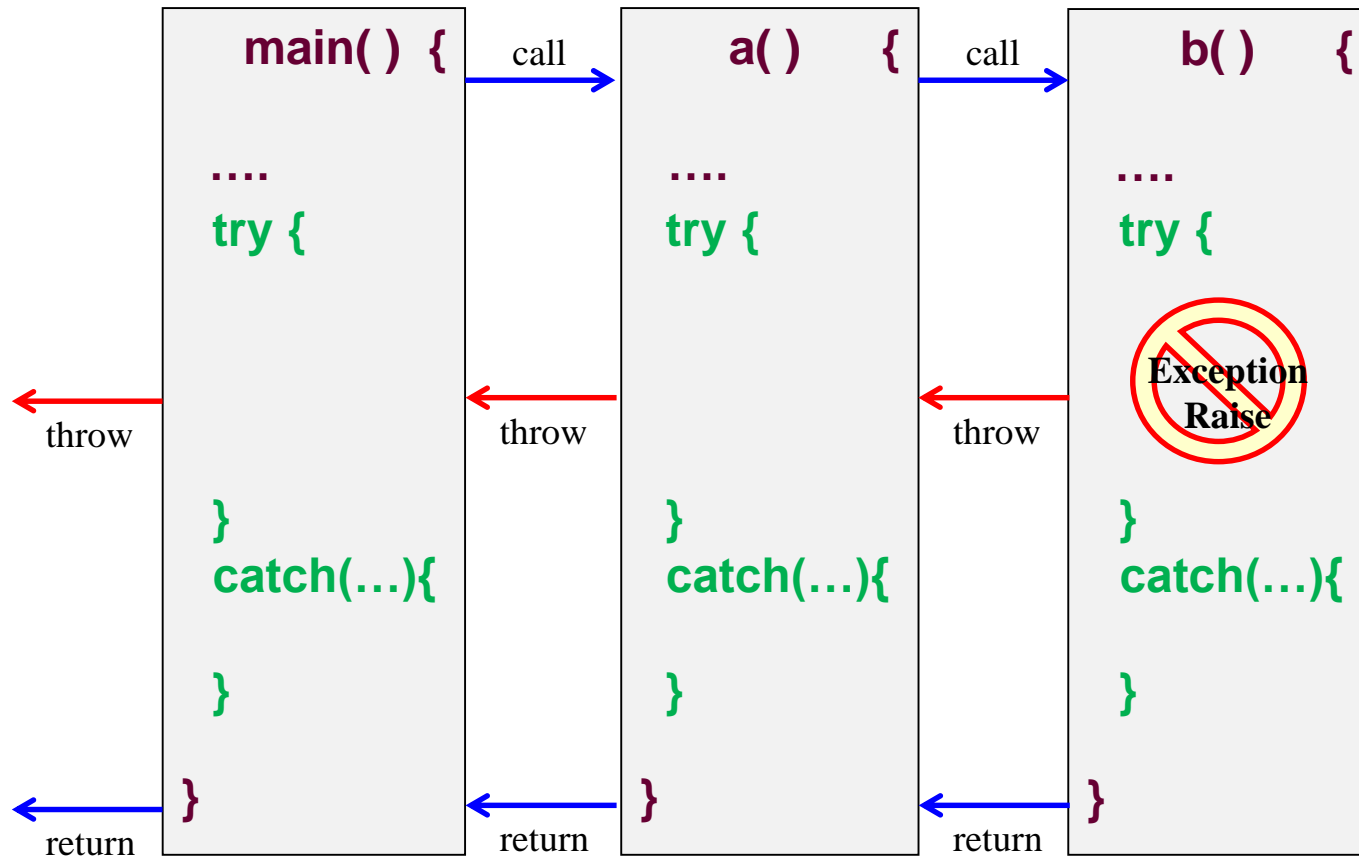 main( ) {
....
try {
}
catch(…){
}
}
call
throw
return
a( ) {
....
try {
}
catch(…){
}
}
call
throw
return
b( ) {
....
try {
Exception
Raise
}
catch(…){
}
}
throw
return